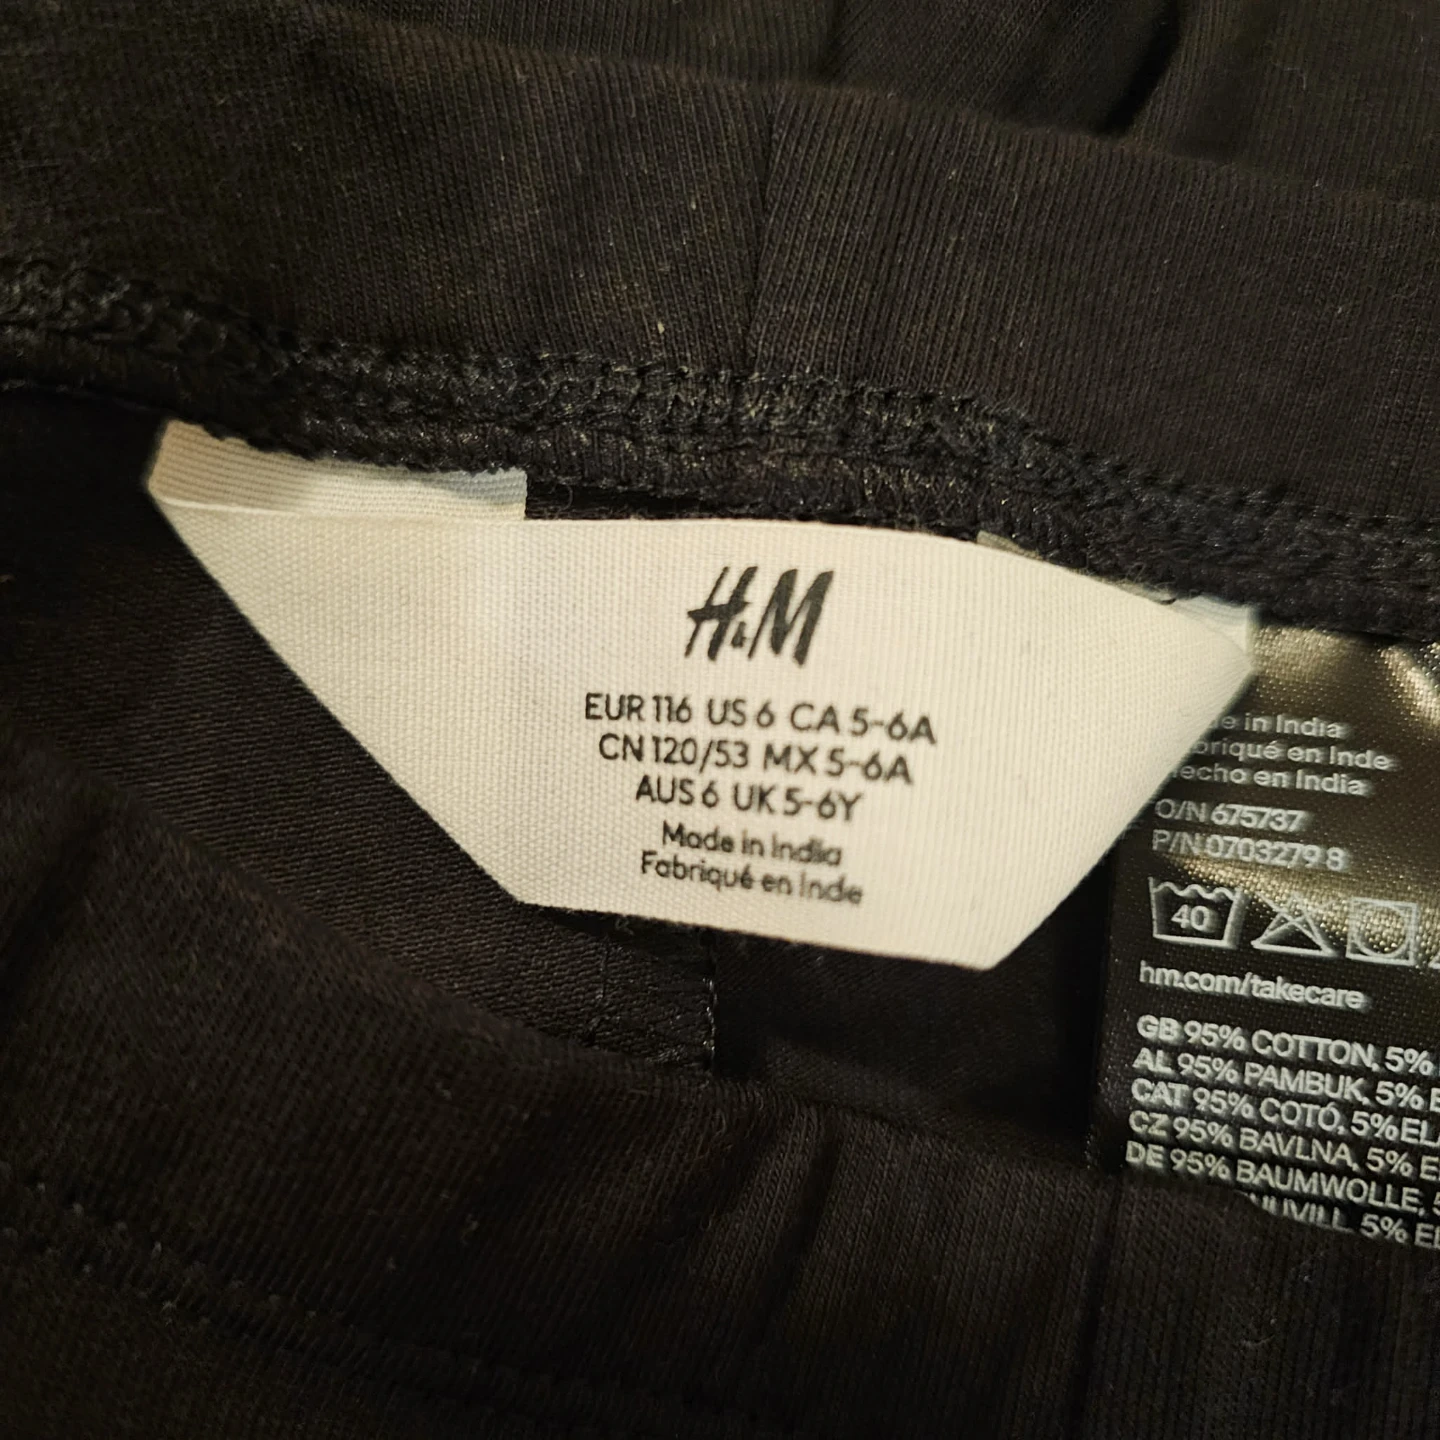 H&M
EUR 116 US 6 CA 5-6A
CN 120/53 MX 5-6A
AUS 6 UK 5-6Y
Made in India
Fabriqué en Inde
in India
en Inde
en India
O/N 675737
P/N 0703279 8
40
hm.com/takecare
GB 95% COTTON, 5%
AL 95% PAMBUK, 5%
CAT 95% COTÓ, 5%
CZ 95% BAVLNA, 5%
DE 95% BAUMWOLLE,
5%